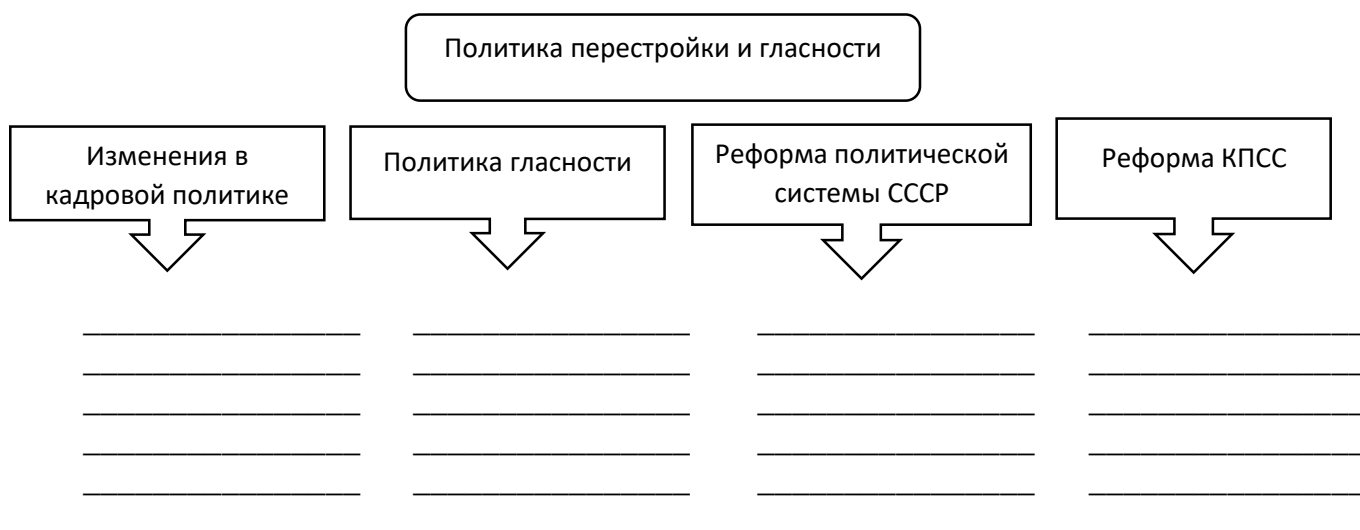 Политика перестройки и гласности
Изменения в
кадровой политике
Политика гласности
Реформа политической
системы СССР
Реформа КПСС